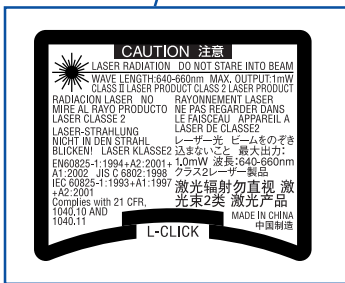 CAUTION 注意
LASER RADIATION DO NOT STARE INTO BEAM
WAVE LENGTH:640-660nm MAX. OUTPUT:1mW
CLASS II LASER PRODUCT CLASS 2 LASER PRODUCT
RADIACION LASER NO
MIRE AL RAYO PRODUCTO
LASER CLASSE 2
LASER-STRAHLUNG
NICHT IN DEN STRAHL
BLICKEN! LASER KLASSE2
EN60825-1:1994+A2:2001+
A1:2002 JIS C 6802:1998
IEC 60825-1:1993+A1:1997
+A2:2001
Complies with 21 CFR,
1040.10 AND
1040.11
RAYONNEMENT LASER
NE PAS REGARDER DANS
LE FAISCEAU APPAREIL A
LASER DE CLASSE2
レーザー光 ビームをのぞき
込まないこと 最大出力:
1.0mW 波長:640-660nm
クラス2レーザー製品
激光辐射勿直视 激
光束2类 激光产品
MADE IN CHINA
中国制造
L-CLICK